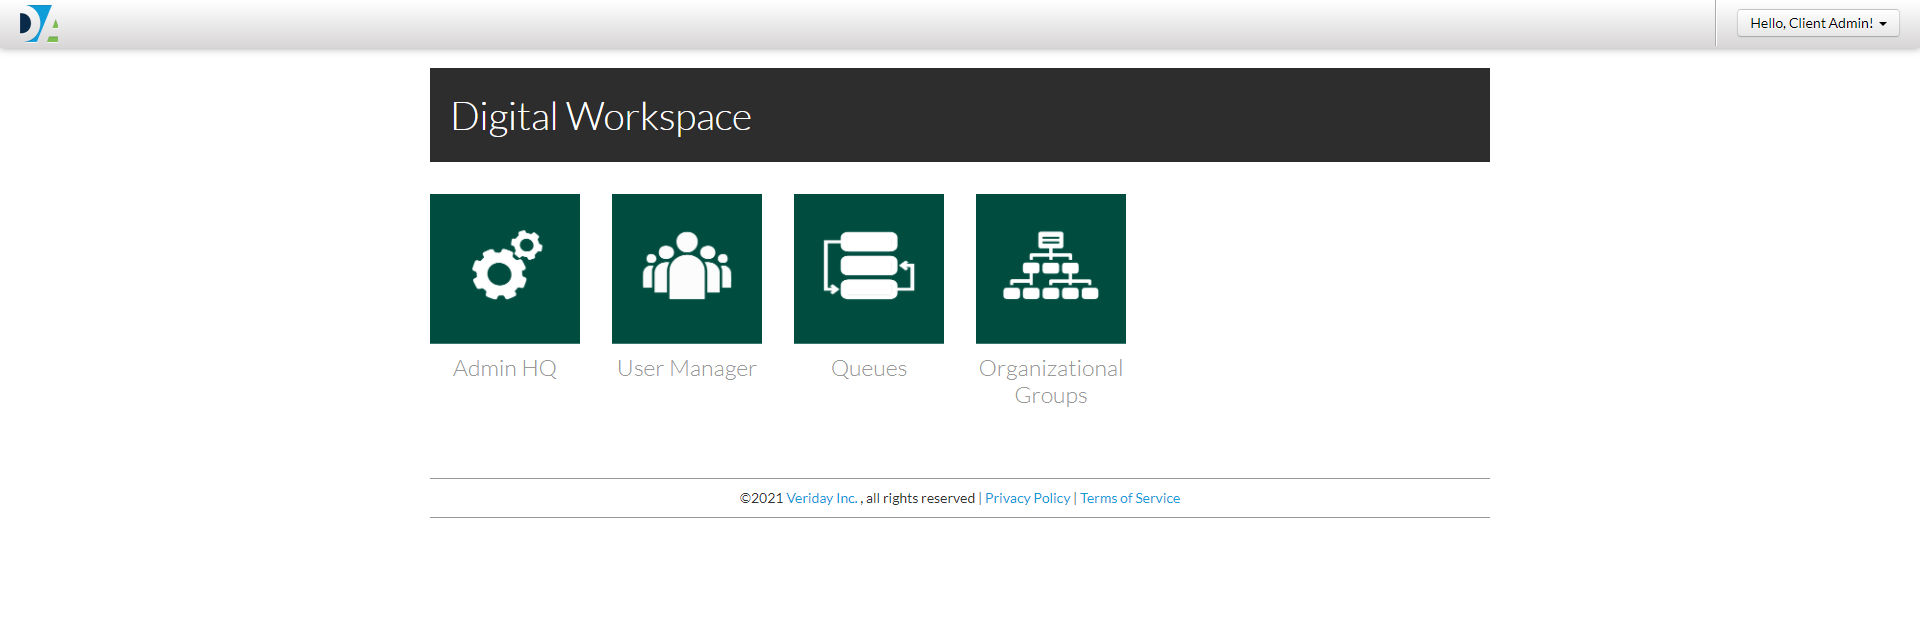 DA
Hello, Client Admin!
Digital Workspace
Admin HQ
User Manager
Queues
Organizational
Groups
©2021 Veriday Inc. , all rights reserved | Privacy Policy | Terms of Service